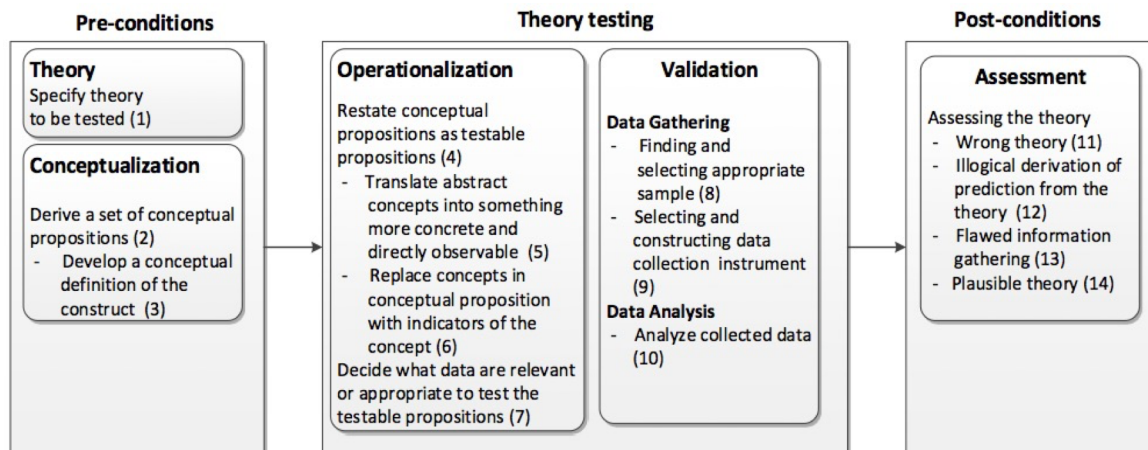 Pre-conditions
Theory
Specify theory
to be tested (1)
Conceptualization
Derive a set of conceptual
propositions (2)
- Develop a conceptual
definition of the
construct (3)
Theory testing
Operationalization
Restate conceptual
propositions as testable
propositions (4)
- Translate abstract
concepts into something
more concrete and
directly observable (5)
- Replace concepts in
conceptual proposition
with indicators of the
concept (6)
Decide what data are relevant
or appropriate to test the
testable propositions (7)
Validation
Data Gathering
- Finding and
selecting appropriate
sample (8)
- Selecting and
constructing data
collection instrument
(9)
Data Analysis
- Analyze collected data
(10)
Post-conditions
Assessment
Assessing the theory
- Wrong theory (11)
- Illogical derivation of
prediction from the
theory (12)
- Flawed information
gathering (13)
- Plausible theory (14)